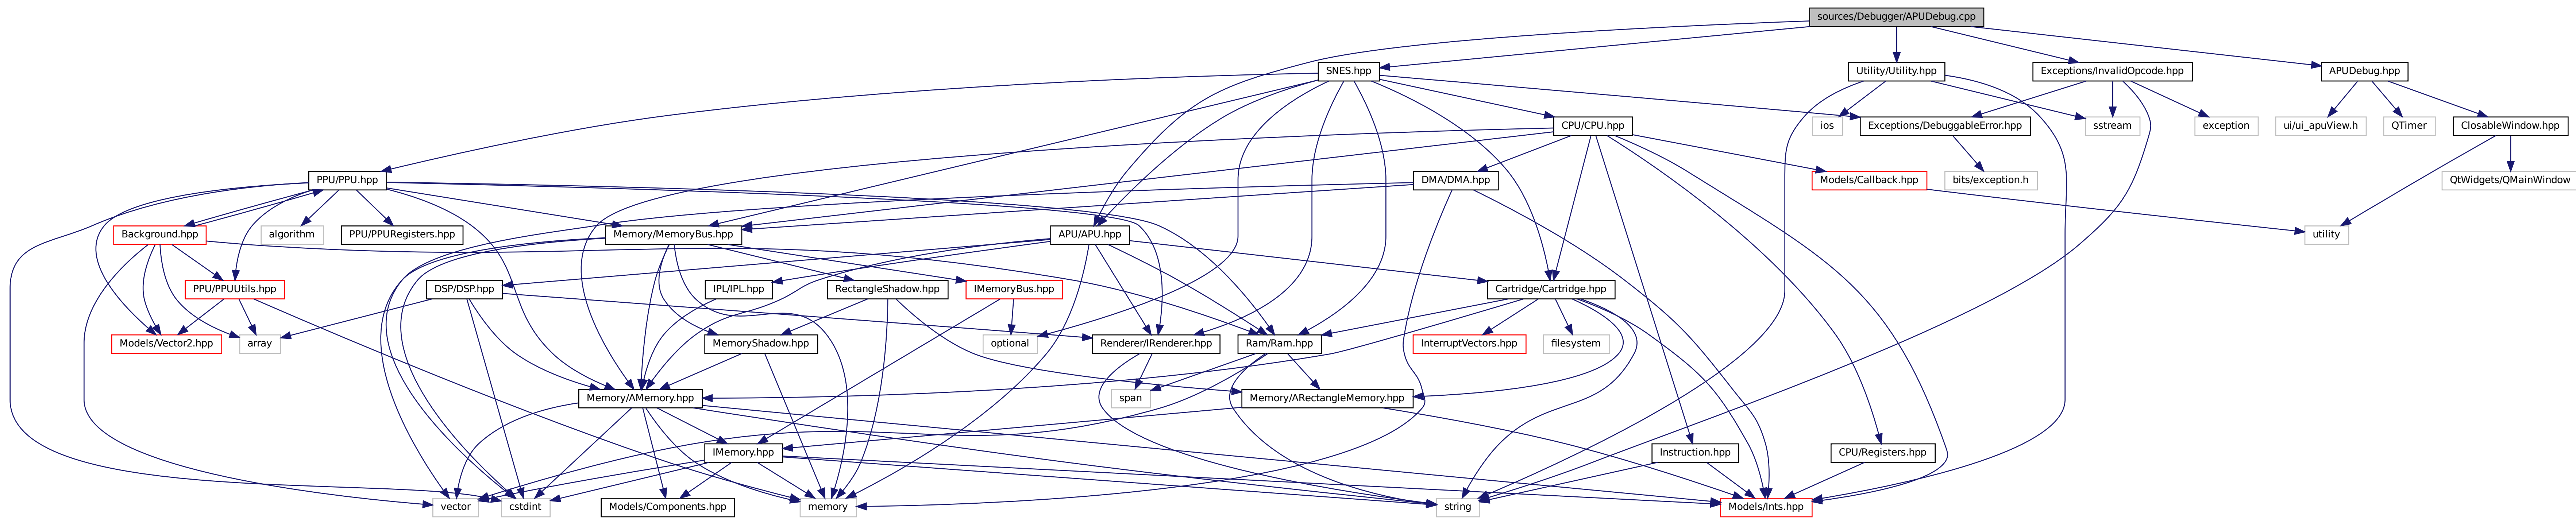 sources/Debugger/APUDebug.cpp
SNES.hpp
Utility/Utility.hpp
Exceptions/InvalidOpcode.hpp
APUDebug.hpp
CPU/CPU.hpp
ios
Exceptions/DebuggableError.hpp
sstream
exception
ui/ui_apuView.h
QTimer
ClosableWindow.hpp
PPU/PPU.hpp
DMA/DMA.hpp
Models/Callback.hpp
bits/exception.h
QtWidgets/QMainWindow
Background.hpp
algorithm
PPU/PPURegisters.hpp
Memory/MemoryBus.hpp
APU/APU.hpp
utility
PPU/PPUUtils.hpp
DSP/DSP.hpp
IPL/IPL.hpp
RectangleShadow.hpp
IMemoryBus.hpp
Cartridge/Cartridge.hpp
Models/Vector2.hpp
array
MemoryShadow.hpp
optional
Renderer/IRenderer.hpp
Ram/Ram.hpp
InterruptVectors.hpp
filesystem
Memory/AMemory.hpp
span
Memory/ARectangleMemory.hpp
IMemory.hpp
Instruction.hpp
CPU/Registers.hpp
vector
cstdint
Models/Components.hpp
memory
string
Models/Ints.hpp